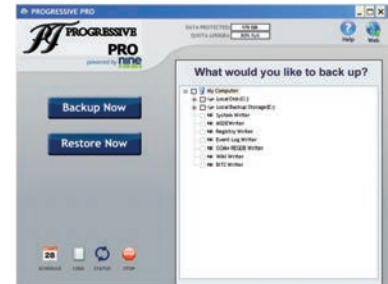 PROGRESSIVE PRO
PROGRESSIVE
PRO
powered by nine
DATA PROTECTED:
QUOTA USAGE:
Help
Web
Backup Now
Restore Now
What would you like to back up?
My Computer
Local Disk (C:)
Local Backup Storage (E:)
System Writer
MSDEWriter
Registry Writer
Event Log Writer
COM+ REGDB Writer
WMI Writer
BITS Writer
28
SCHEDULE
LOGS
STATUS
STOP